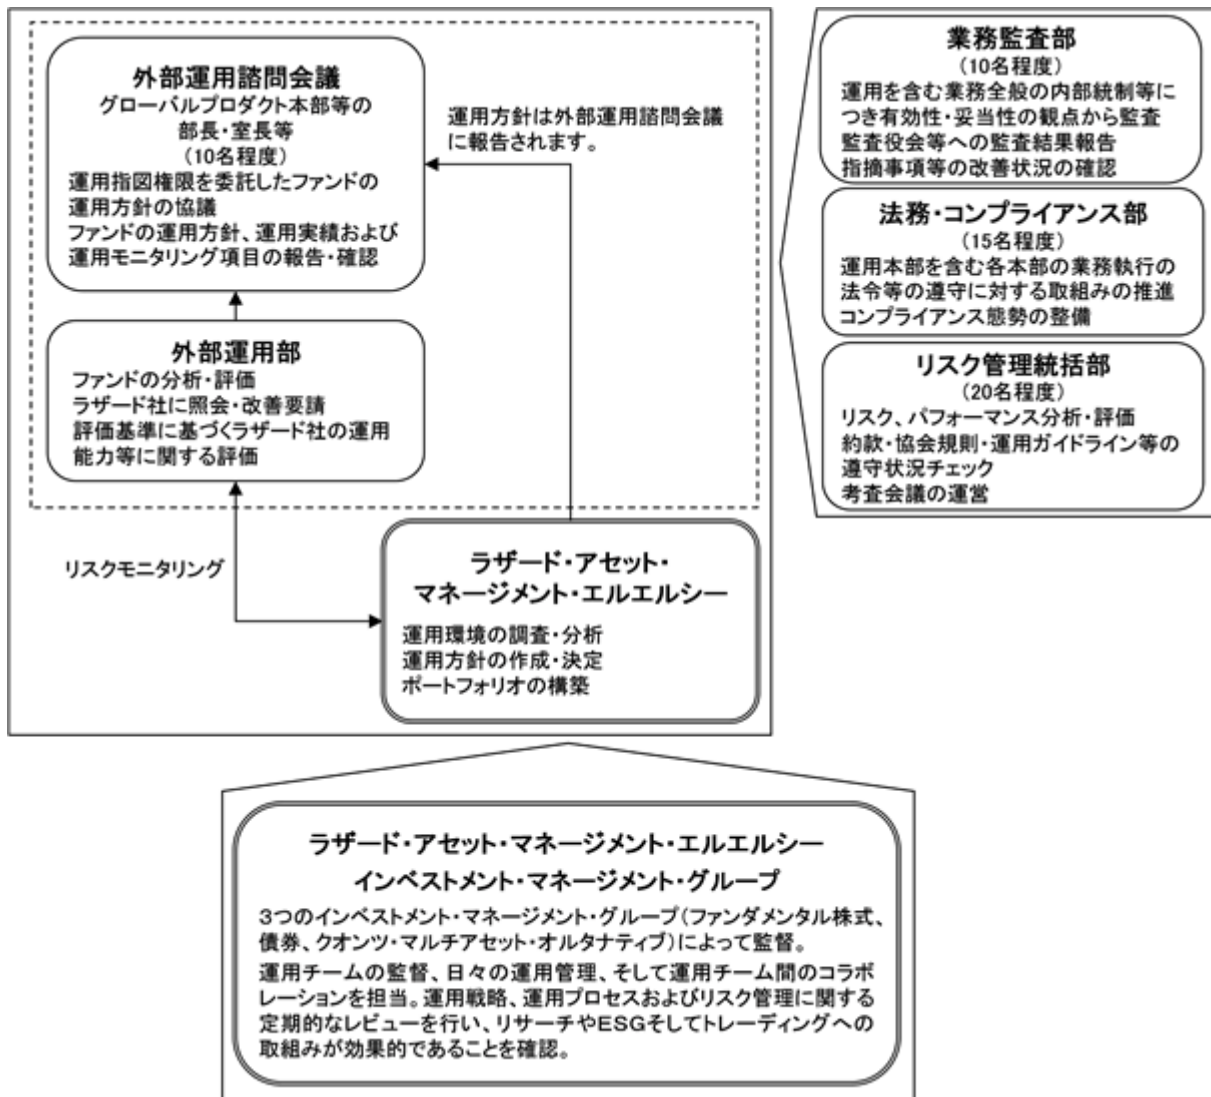 外部運用諮問会議
グローバルプロダクト本部等の
部長・室長等
(10名程度)
運用指図権限を委託したファンドの
運用方針の協議
ファンドの運用方針、運用実績および
運用モニタリング項目の報告・確認
運用方針は外部運用諮問会議
に報告されます。
外部運用部
ファンドの分析・評価
ラザード社に照会・改善要請
評価基準に基づくラザード社の運用
能力等に関する評価
リスクモニタリング
ラザード・アセット・
マネージメント・エルエルシー
運用環境の調査・分析
運用方針の作成・決定
ポートフォリオの構築
業務監査部
(10名程度)
運用を含む業務全般の内部統制等に
つき有効性・妥当性の観点から監査
監査役会等への監査結果報告
指摘事項等の改善状況の確認
法務・コンプライアンス部
(15名程度)
運用本部を含む各本部の業務執行の
法令等の遵守に対する取組みの推進
コンプライアンス態勢の整備
リスク管理統括部
(20名程度)
リスク、パフォーマンス分析・評価
約款・協会規則・運用ガイドライン等の
遵守状況チェック
考査会議の運営
ラザード・アセット・マネージメント・エルエルシー
インベストメント・マネージメント・グループ
3つのインベストメント・マネージメント・グループ(ファンダメンタル株式、
債券、クオンツ・マルチアセット・オルタナティブ)によって監督。
運用チームの監督、日々の運用管理、そして運用チーム間のコラボ
レーションを担当。運用戦略、運用プロセスおよびリスク管理に関する
定期的なレビューを行い、リサーチやESGそしてトレーディングへの
取組みが効果的であることを確認。